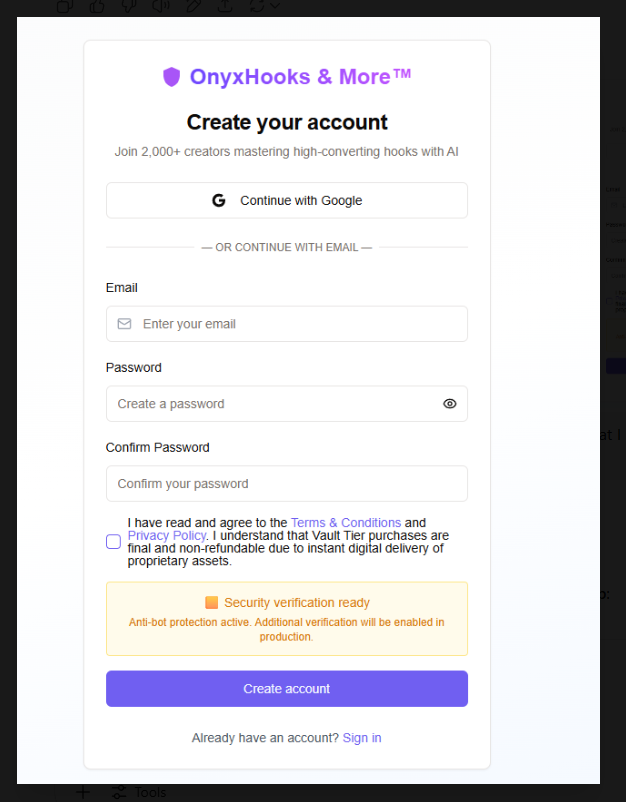 OnyxHooks & More™
Create your account
Join 2,000+ creators mastering high-converting hooks with AI
G Continue with Google
— OR CONTINUE WITH EMAIL —
Email
Enter your email
Password
Create a password
Confirm Password
Confirm your password
I have read and agree to the Terms & Conditions and
Privacy Policy. I understand that Vault Tier purchases are
final and non-refundable due to instant digital delivery of
proprietary assets.
Security verification ready
Anti-bot protection active. Additional verification will be enabled in
production.
Create account
Already have an account? Sign in
Tools